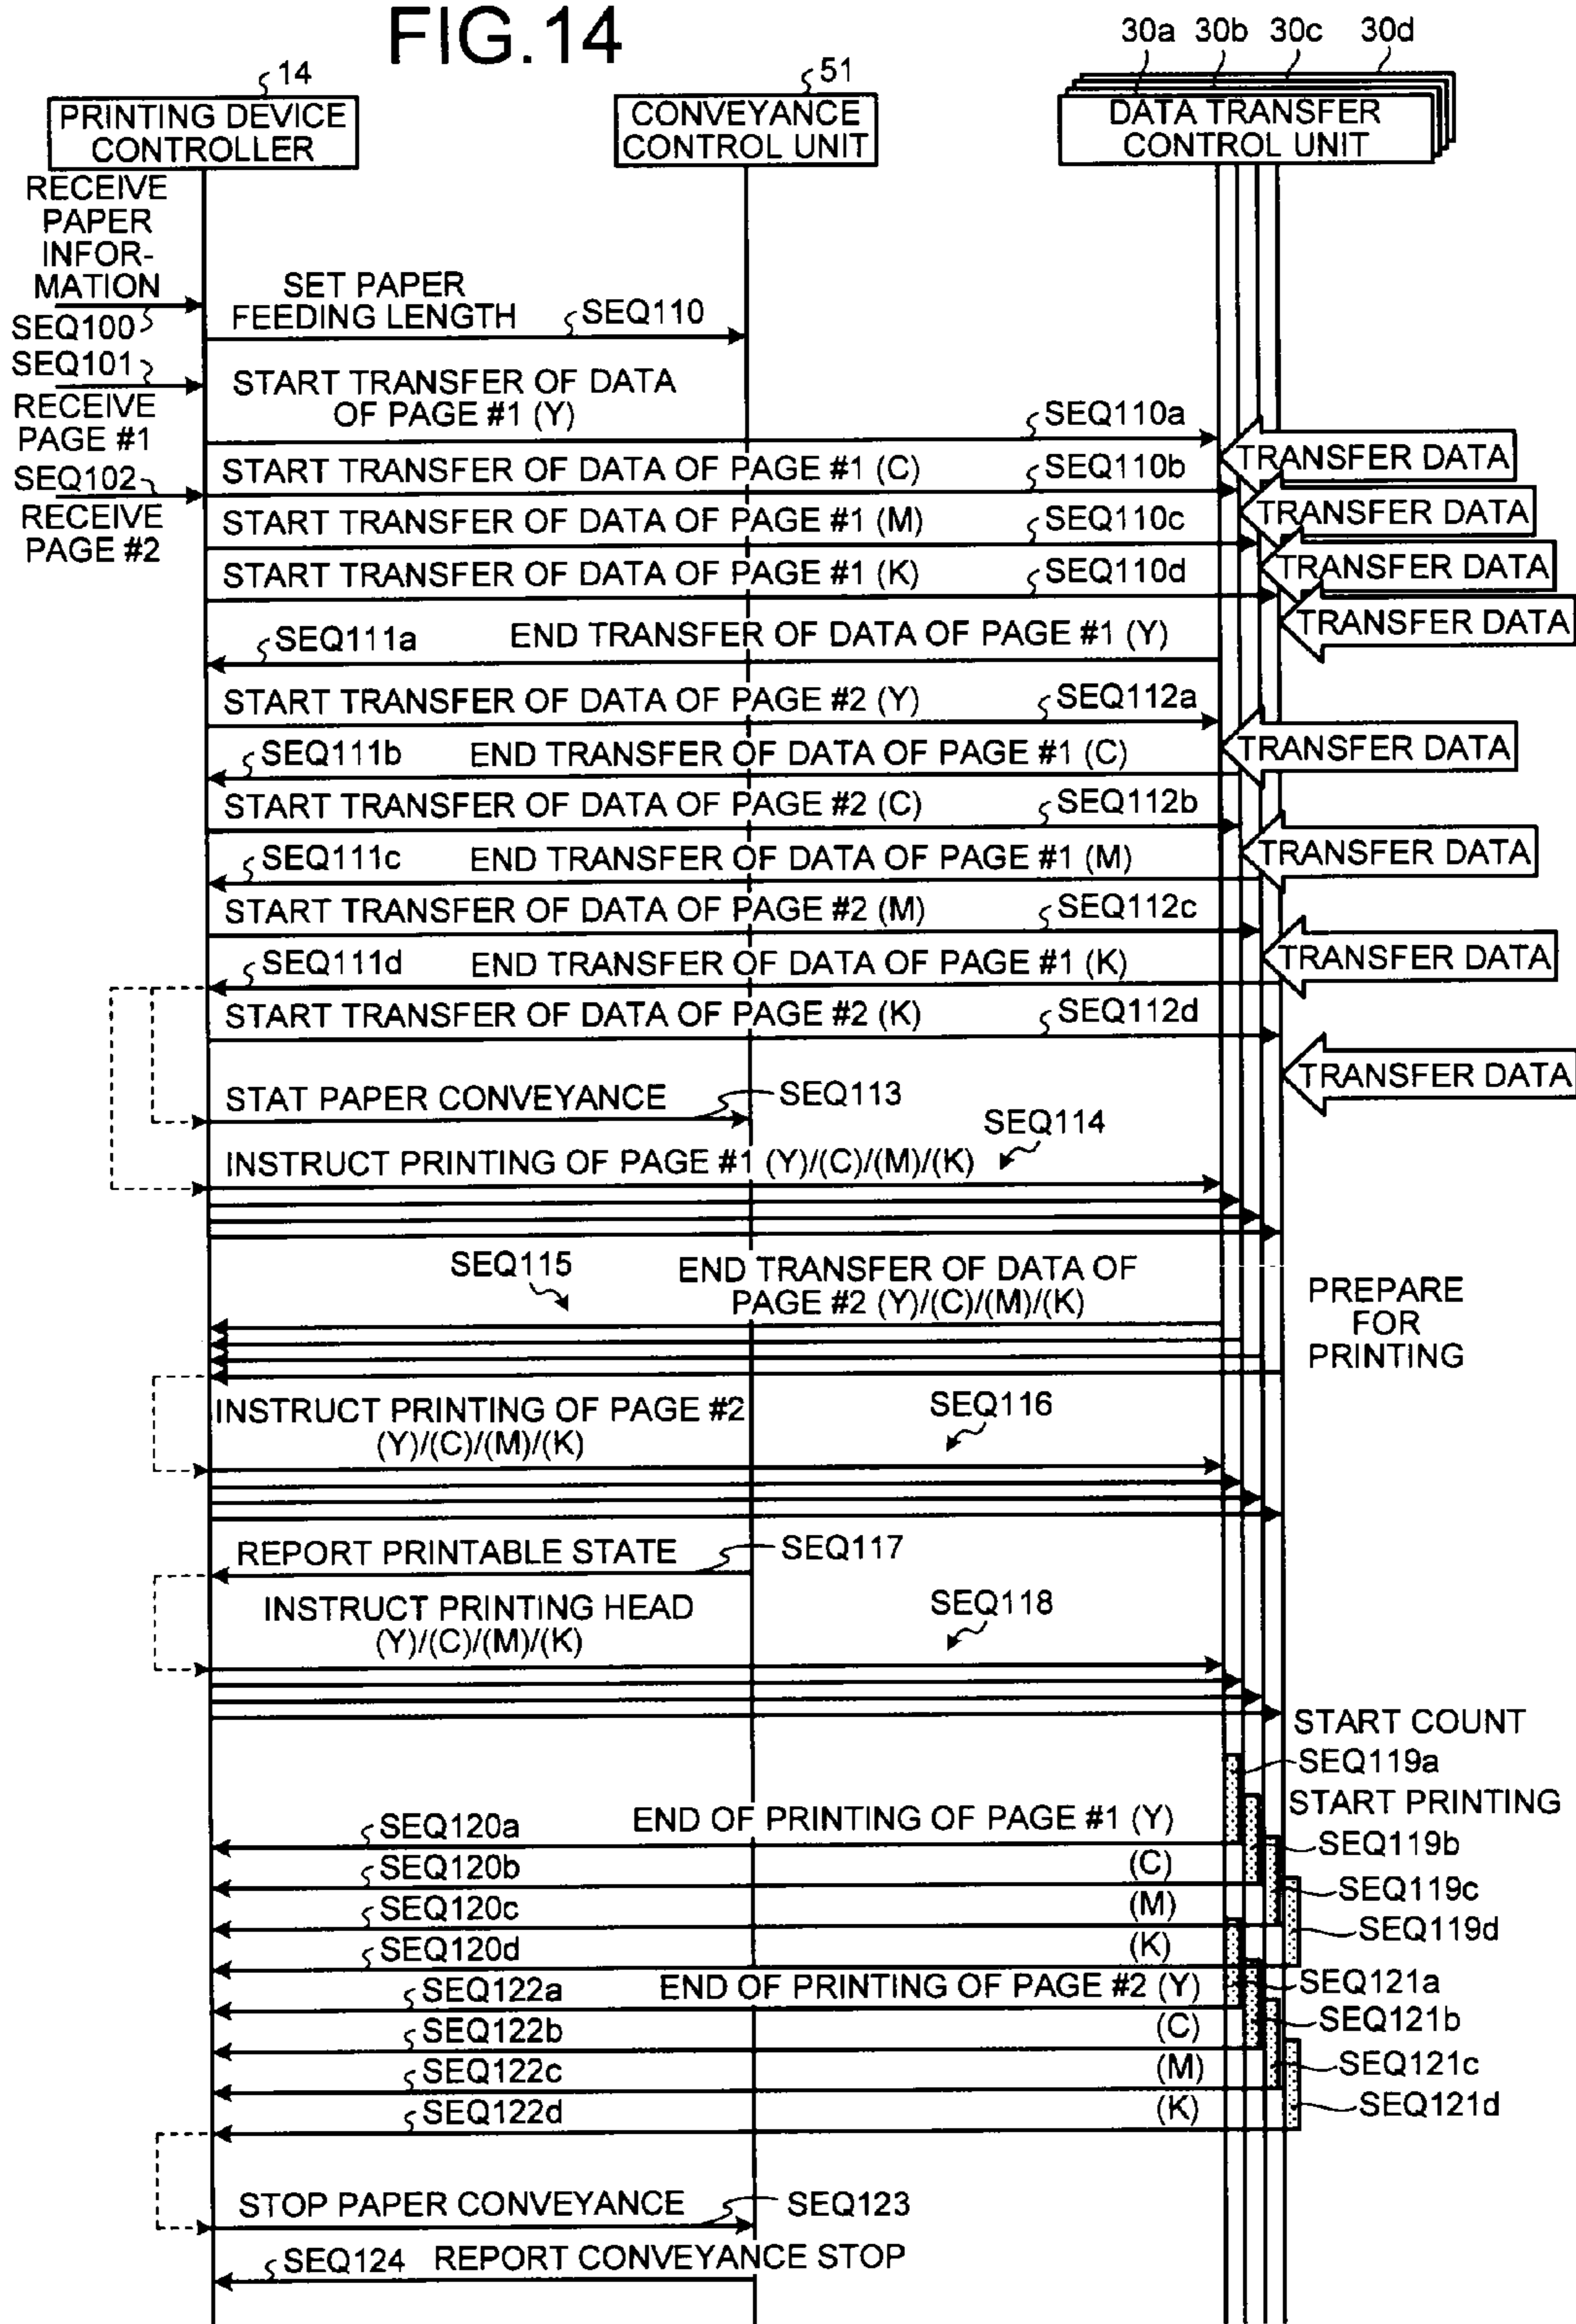 FIG.14
30a 30b 30c 30d
14
51
PRINTING DEVICE
CONTROLLER
CONVEYANCE
CONTROL UNIT
DATA TRANSFER
CONTROL UNIT
RECEIVE
PAPER
INFOR-
MATION
SEQ100
SET PAPER
FEEDING LENGTH
SEQ110
SEQ101
RECEIVE
PAGE #1
START TRANSFER OF DATA
OF PAGE #1 (Y)
SEQ110a
TRANSFER DATA
SEQ102
RECEIVE
PAGE #2
START TRANSFER OF DATA OF PAGE #1 (C)
SEQ110b
TRANSFER DATA
START TRANSFER OF DATA OF PAGE #1 (M)
SEQ110c
TRANSFER DATA
START TRANSFER OF DATA OF PAGE #1 (K)
SEQ110d
TRANSFER DATA
SEQ111a
END TRANSFER OF DATA OF PAGE #1 (Y)
START TRANSFER OF DATA OF PAGE #2 (Y)
SEQ112a
TRANSFER DATA
SEQ111b
END TRANSFER OF DATA OF PAGE #1 (C)
START TRANSFER OF DATA OF PAGE #2 (C)
SEQ112b
TRANSFER DATA
SEQ111c
END TRANSFER OF DATA OF PAGE #1 (M)
START TRANSFER OF DATA OF PAGE #2 (M)
SEQ112c
TRANSFER DATA
SEQ111d
END TRANSFER OF DATA OF PAGE #1 (K)
START TRANSFER OF DATA OF PAGE #2 (K)
SEQ112d
TRANSFER DATA
STAT PAPER CONVEYANCE
SEQ113
SEQ114
INSTRUCT PRINTING OF PAGE #1 (Y)/(C)/(M)/(K)
SEQ115
END TRANSFER OF DATA OF
PAGE #2 (Y)/(C)/(M)/(K)
PREPARE
FOR
PRINTING
INSTRUCT PRINTING OF PAGE #2
(Y)/(C)/(M)/(K)
SEQ116
REPORT PRINTABLE STATE
SEQ117
INSTRUCT PRINTING HEAD
(Y)/(C)/(M)/(K)
SEQ118
START COUNT
SEQ119a
START PRINTING
SEQ120a
END OF PRINTING OF PAGE #1 (Y)
SEQ119b
SEQ120b
(C)
SEQ119c
SEQ120c
(M)
SEQ119d
SEQ120d
(K)
SEQ122a
END OF PRINTING OF PAGE #2 (Y)
SEQ121a
SEQ122b
(C)
SEQ121b
SEQ122c
(M)
SEQ121c
SEQ122d
(K)
SEQ121d
STOP PAPER CONVEYANCE
SEQ123
SEQ124
REPORT CONVEYANCE STOP